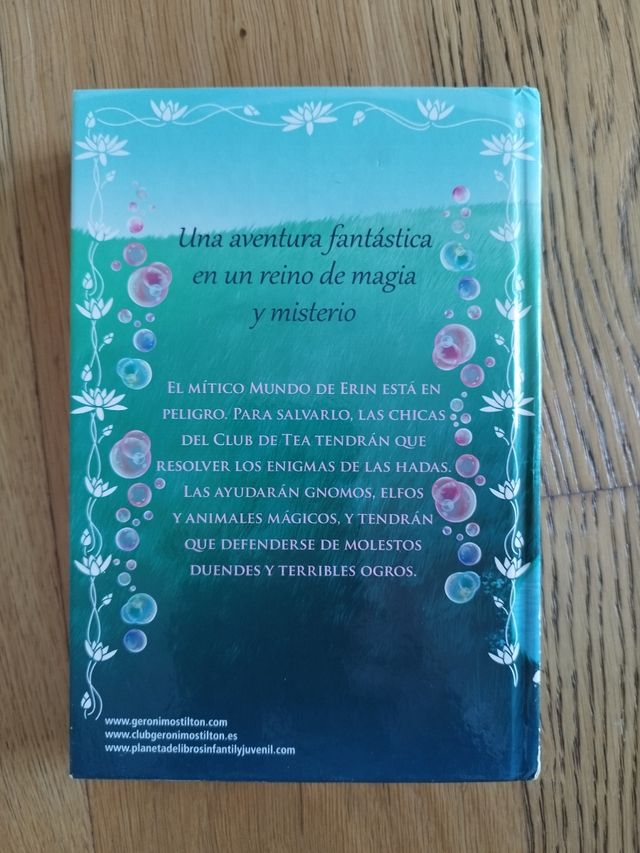 Una aventura fantástica
en un reino de magia
y misterio
El mítico Mundo de Erin está en
peligro. Para salvarlo, las chicas
del Club de Tea tendrán que
resolver los enigmas de las hadas.
Las ayudarán gnomos, elfos
y animales mágicos, y tendrán
que defenderse de molestos
duendes y terribles ogros.
www.geronimostilton.com
www.clubgeronimostilton.es
www.planetadelibrosinfantilyjuvenil.com